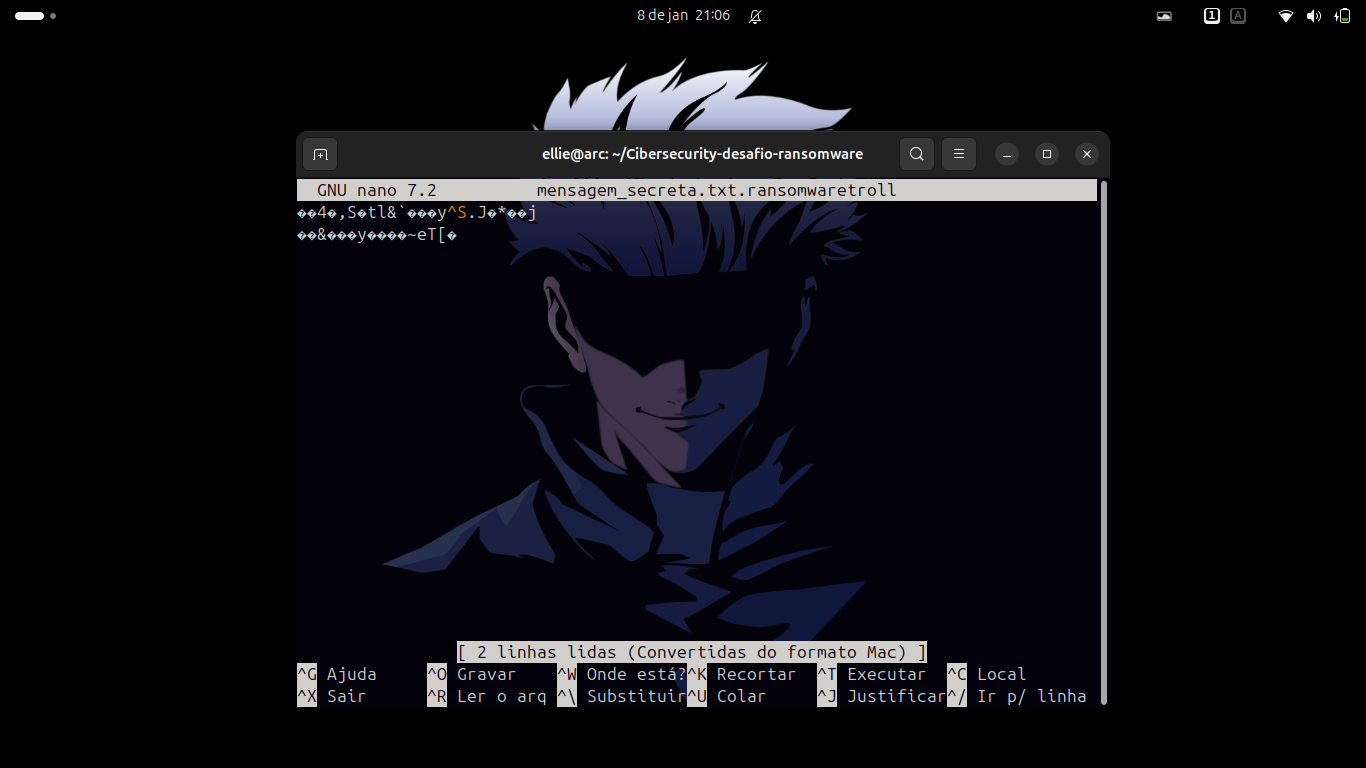 8 de jan 21:06
1 A
ellie@arc: ~/Cibersecurity-desafio-ransomware
GNU nano 7.2 mensagem_secreta.txt.ransomwaretroll
��4�,S�tl&`���y^S.J�*��j
��&���y����~eT[�
[ 2 linhas lidas (Convertidas do formato Mac) ]
^G Ajuda ^O Gravar ^W Onde está? ^K Recortar ^T Executar ^C Local
^X Sair ^R Ler o arq ^\ Substituir ^U Colar ^J Justificar ^/ Ir p/ linha